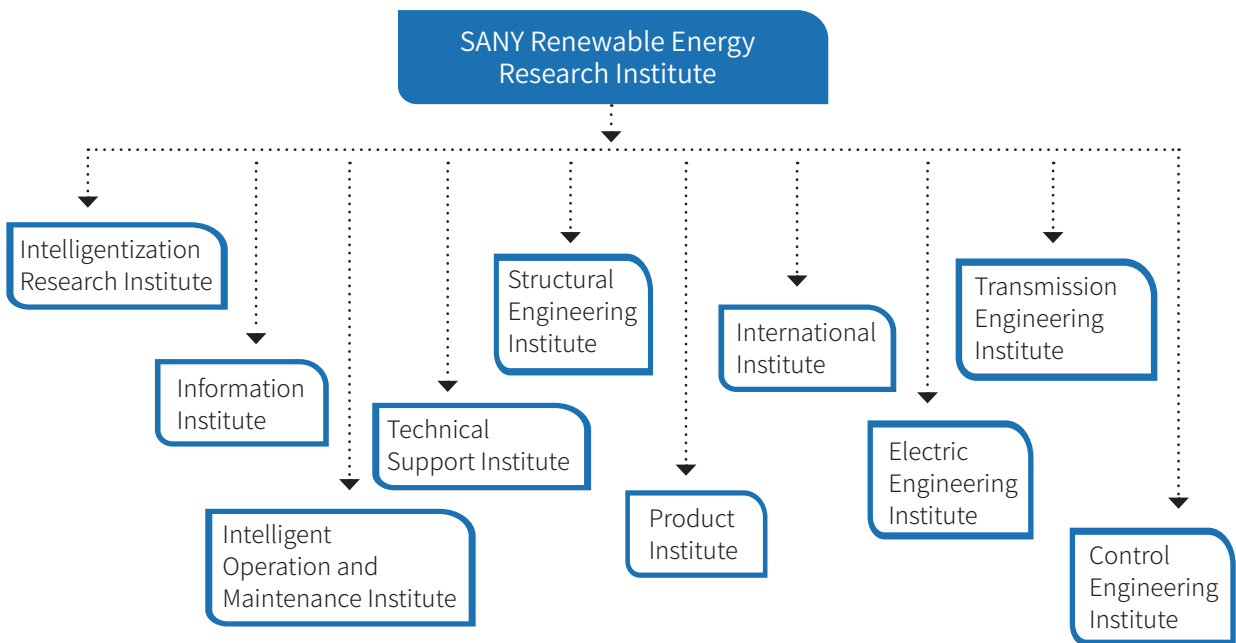 SANY Renewable Energy
Research Institute
Intelligentization
Research Institute
Information
Institute
Intelligent
Operation and
Maintenance Institute
Technical
Support Institute
Structural
Engineering
Institute
Product
Institute
International
Institute
Electric
Engineering
Institute
Transmission
Engineering
Institute
Control
Engineering
Institute